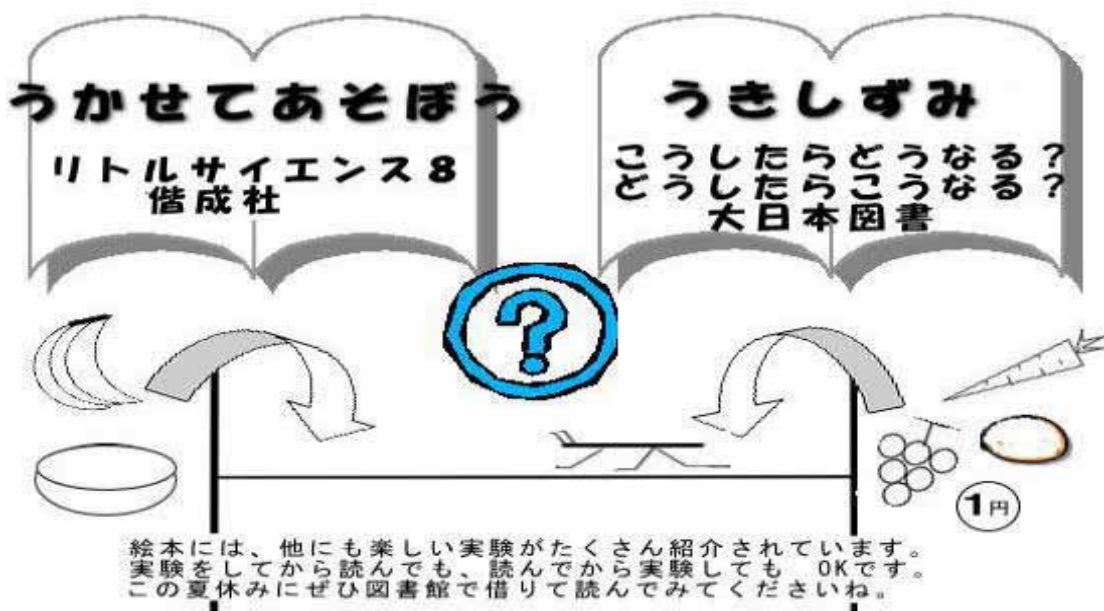 うかせてあそぼう
リトルサイエンス8
偕成社
うきしずみ
こうしたらどうなる?
どうしたらこうなる?
大日本図書
?
1円
絵本には、他にも楽しい実験がたくさん紹介されています。
実験をしてから読んでも、読んでから実験しても OKです。
この夏休みにぜひ図書館で借りて読んでみてくださいね。